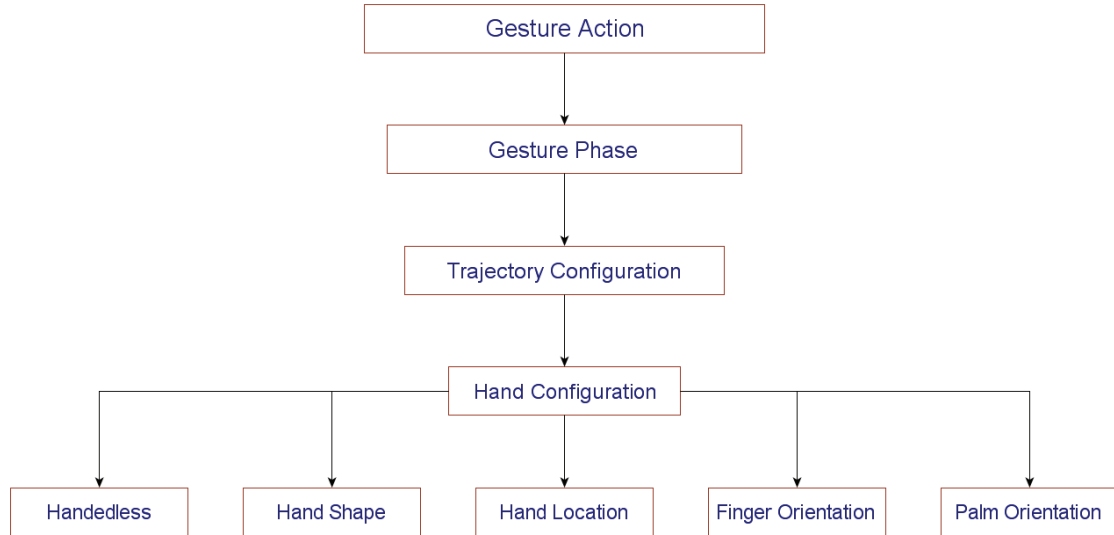 Gesture Action
Gesture Phase
Trajectory Configuration
Hand Configuration
Handedless
Hand Shape
Hand Location
Finger Orientation
Palm Orientation